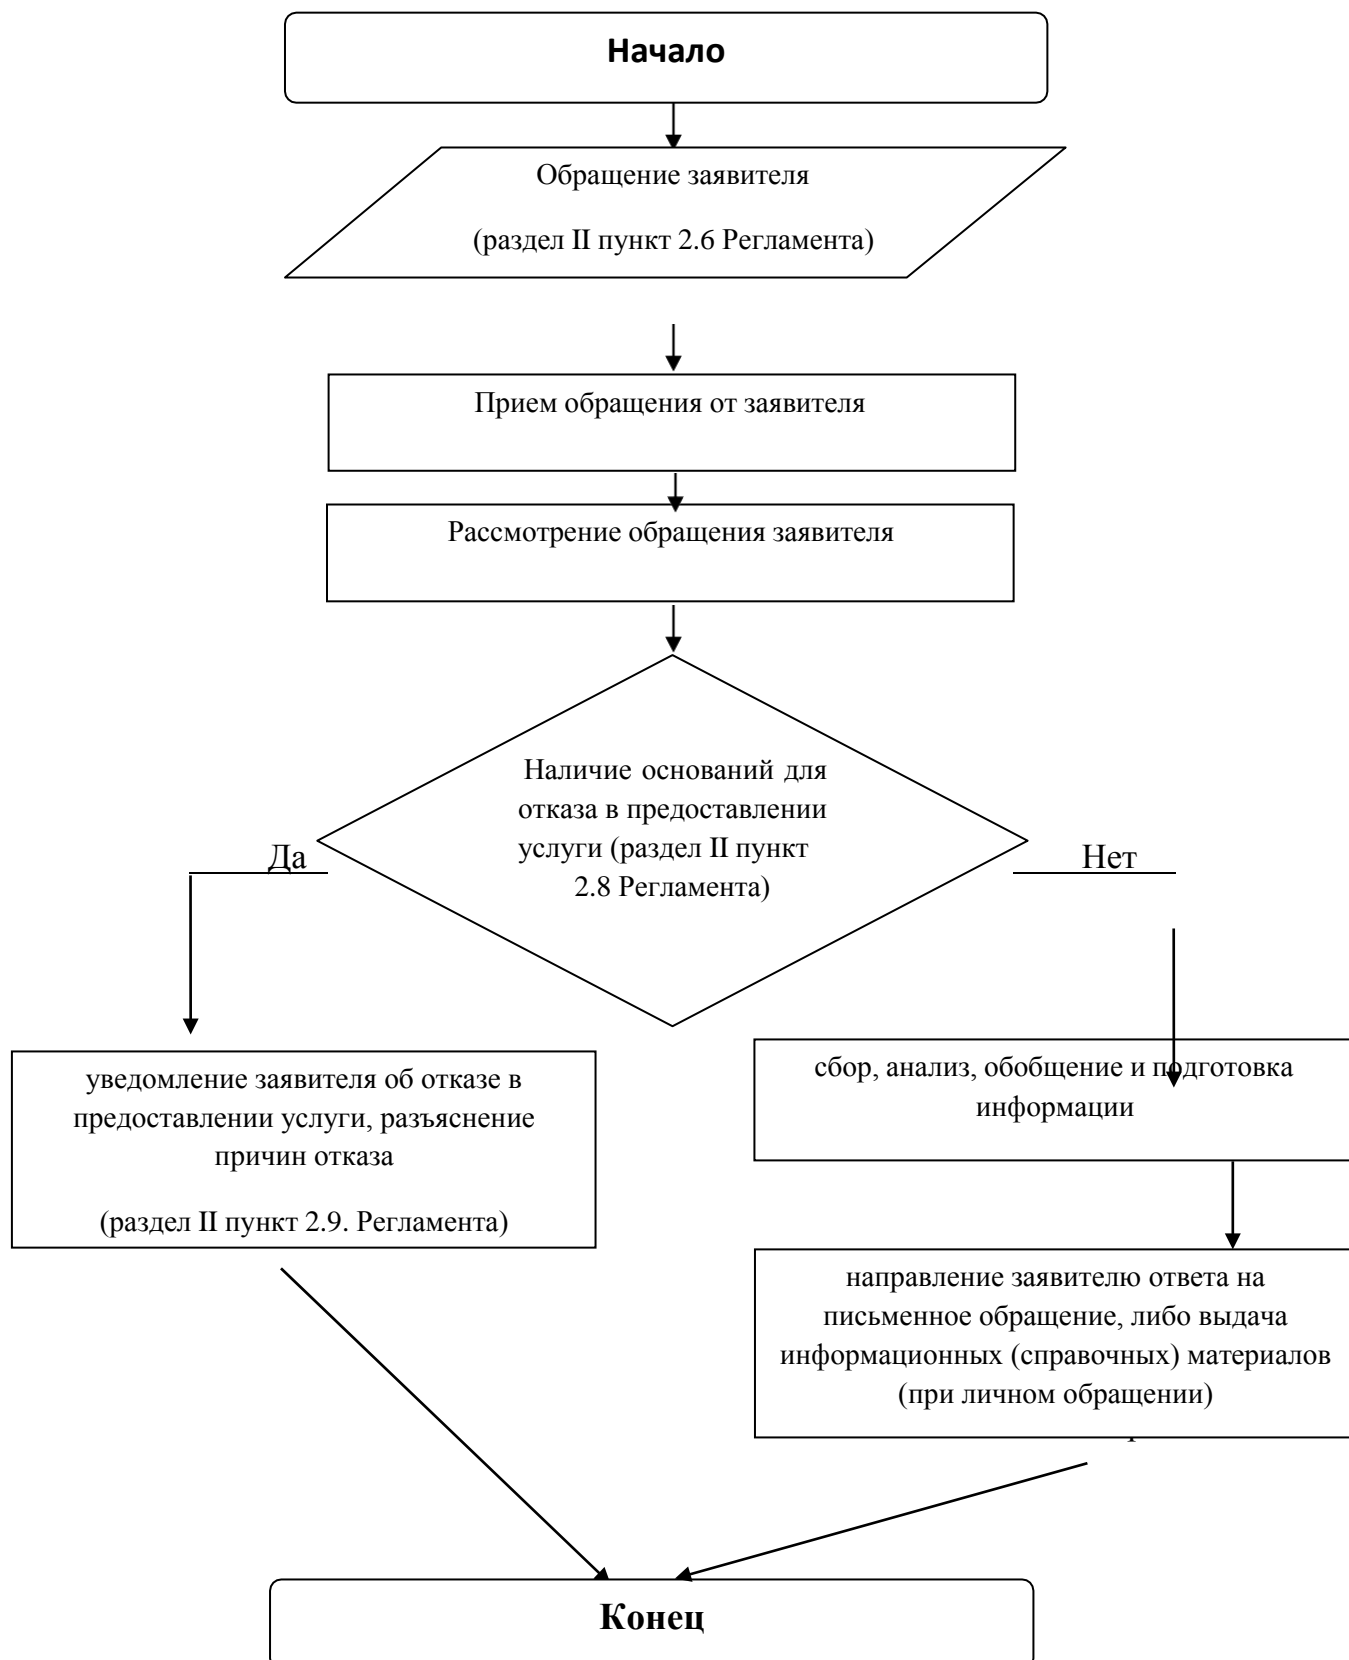 Начало
Обращение заявителя
(раздел II пункт 2.6 Регламента)
Прием обращения от заявителя
Рассмотрение обращения заявителя
Наличие оснований для
отказа в предоставлении
услуги (раздел II пункт
2.8 Регламента)
Да
Нет
уведомление заявителя об отказе в
предоставлении услуги, разъяснение
причин отказа
(раздел II пункт 2.9. Регламента)
сбор, анализ, обобщение и подготовка
информации
направление заявителю ответа на
письменное обращение, либо выдача
информационных (справочных) материалов
(при личном обращении)
Конец